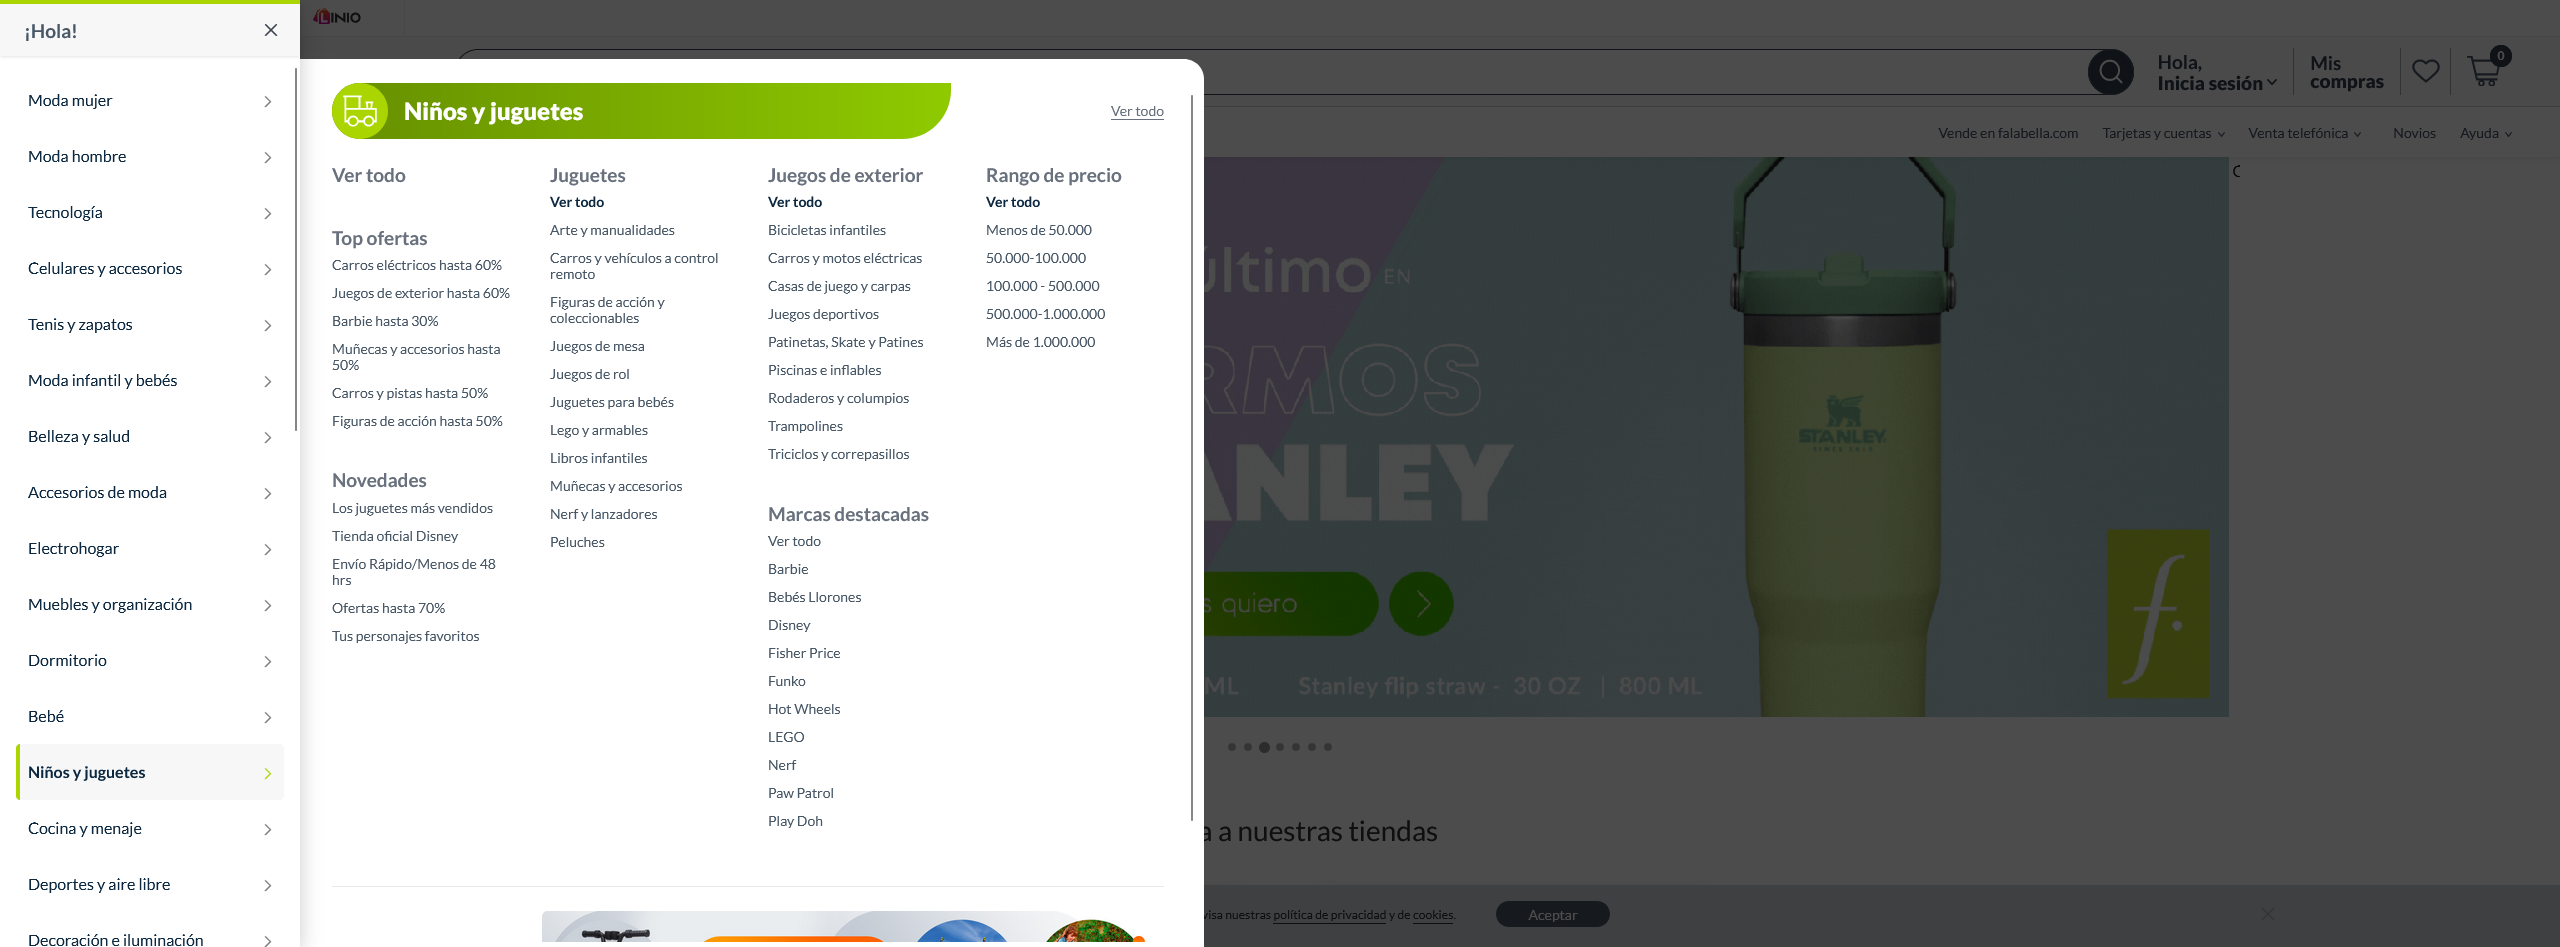 ¡Hola!
Moda mujer
Moda hombre
Tecnología
Celulares y accesorios
Tenis y zapatos
Moda infantil y bebés
Belleza y salud
Accesorios de moda
Electrohogar
Muebles y organización
Dormitorio
Bebé
Niños y juguetes
Cocina y menaje
Deportes y aire libre
Decoración e iluminación
LINIO
Niños y juguetes
Ver todo
Ver todo
Top ofertas
Carros eléctricos hasta 60%
Juegos de exterior hasta 60%
Barbie hasta 30%
Muñecas y accesorios hasta
50%
Carros y pistas hasta 50%
Figuras de acción hasta 50%
Novedades
Los juguetes más vendidos
Tienda oficial Disney
Envío Rápido/Menos de 48
hrs
Ofertas hasta 70%
Tus personajes favoritos
Juguetes
Ver todo
Arte y manualidades
Carros y vehículos a control
remoto
Figuras de acción y
coleccionables
Juegos de mesa
Juegos de rol
Juguetes para bebés
Lego y armables
Libros infantiles
Muñecas y accesorios
Nerf y lanzadores
Peluches
Juegos de exterior
Ver todo
Bicicletas infantiles
Carros y motos eléctricas
Casas de juego y carpas
Juegos deportivos
Patinetas, Skate y Patines
Piscinas e inflables
Rodaderos y columpios
Trampolines
Triciclos y correpasillos
Marcas destacadas
Ver todo
Barbie
Bebés Llorones
Disney
Fisher Price
Funko
Hot Wheels
LEGO
Nerf
Paw Patrol
Play Doh
Rango de precio
Ver todo
Menos de 50.000
50.000-100.000
100.000 - 500.000
500.000-1.000.000
Más de 1.000.000
Hola,
Inicia sesión
Mis
compras
0
Vende en falabella.com
Tarjetas y cuentas
Venta telefónica
Novios
Ayuda
último EN
RMOS
ANLEY
s quiero
ML
Stanley flip straw - 30 OZ | 800 ML
STANLEY
SINCE 1913
f.
a a nuestras tiendas
visa nuestras política de privacidad y de cookies.
Aceptar